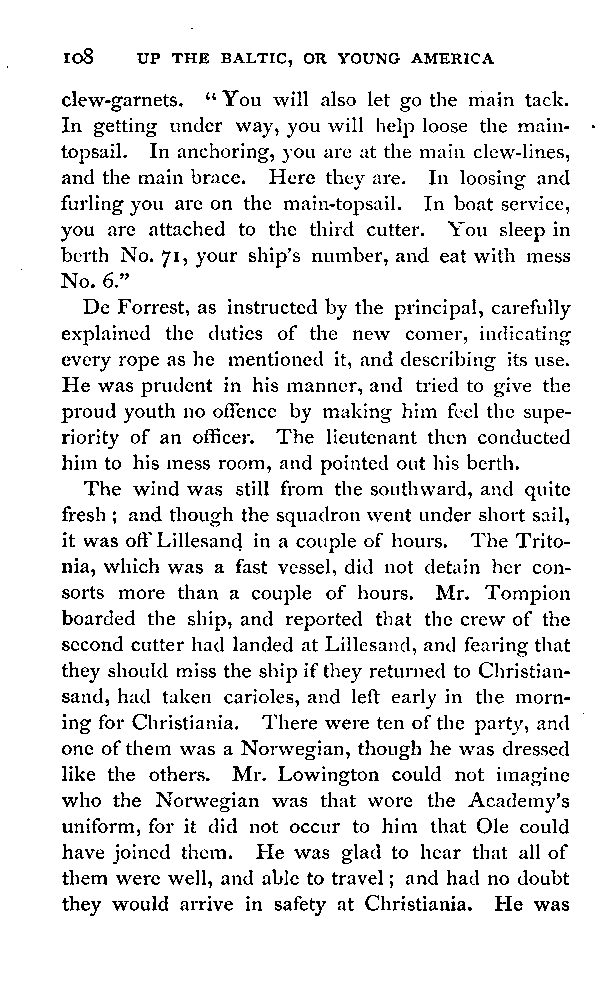 108 UP THE BALTIC, OR YOUNG AMERICA
clew-garnets. “You will also let go the main tack.
In getting under way, you will help loose the main-
topsail. In anchoring, you are at the main clew-lines,
and the main brace. Here they are. In loosing and
furling you are on the main-topsail. In boat service,
you are attached to the third cutter. You sleep in
berth No. 71, your ship's number, and eat with mess
No. 6.”
De Forrest, as instructed by the principal, carefully
explained the duties of the new comer, indicating
every rope as he mentioned it, and describing its use.
He was prudent in his manner, and tried to give the
proud youth no offence by making him feel the supe-
riority of an officer. The lieutenant then conducted
him to his mess room, and pointed out his berth.
The wind was still from the southward, and quite
fresh; and though the squadron went under short sail,
it was off Lillesand in a couple of hours. The Trito-
nia, which was a fast vessel, did not detain her con-
sorts more than a couple of hours. Mr. Tompion
boarded the ship, and reported that the crew of the
second cutter had landed at Lillesand, and fearing that
they should miss the ship if they returned to Christian-
sand, had taken carioles, and left early in the morn-
ing for Christiania. There were ten of the party, and
one of them was a Norwegian, though he was dressed
like the others. Mr. Lowington could not imagine
who the Norwegian was that wore the Academy's
uniform, for it did not occur to him that Ole could
have joined them. He was glad to hear that all of
them were well, and able to travel; and had no doubt
they would arrive in safety at Christiania. He was